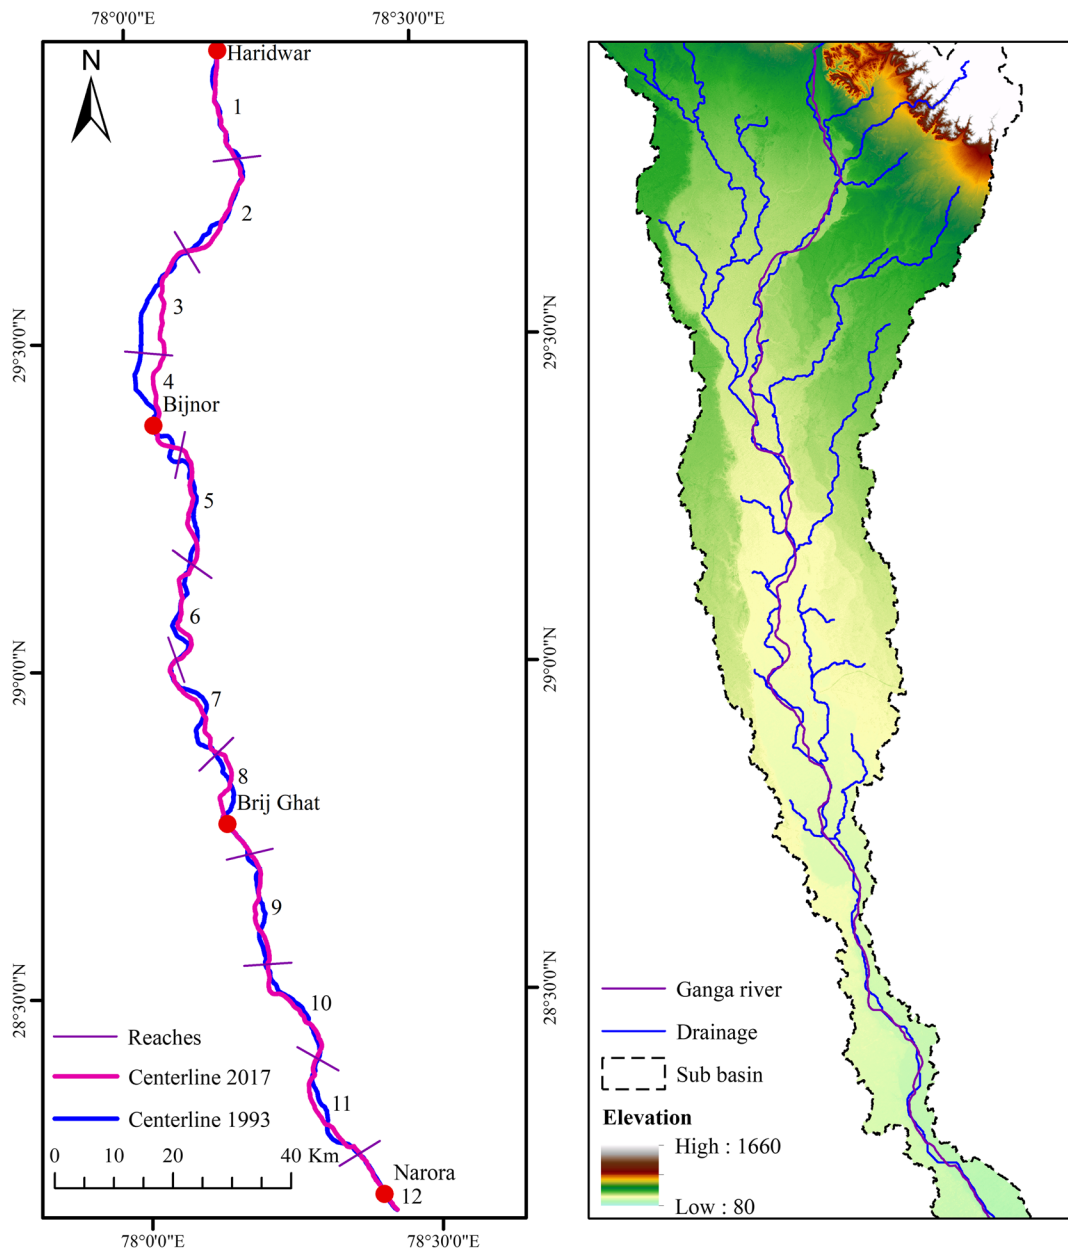 78°0'0"E
78°30'0"E
N
Haridwar
1
2
3
29°30'0"N
29°30'0"N
4
Bijnor
5
6
29°0'0"N
29°0'0"N
7
8
Brij Ghat
9
28°30'0"N
28°30'0"N
10
11
Narora
12
Reaches
Centerline 2017
Centerline 1993
0 10 20 40 Km
78°0'0"E
78°30'0"E
Ganga river
Drainage
Sub basin
Elevation
High : 1660
Low : 80